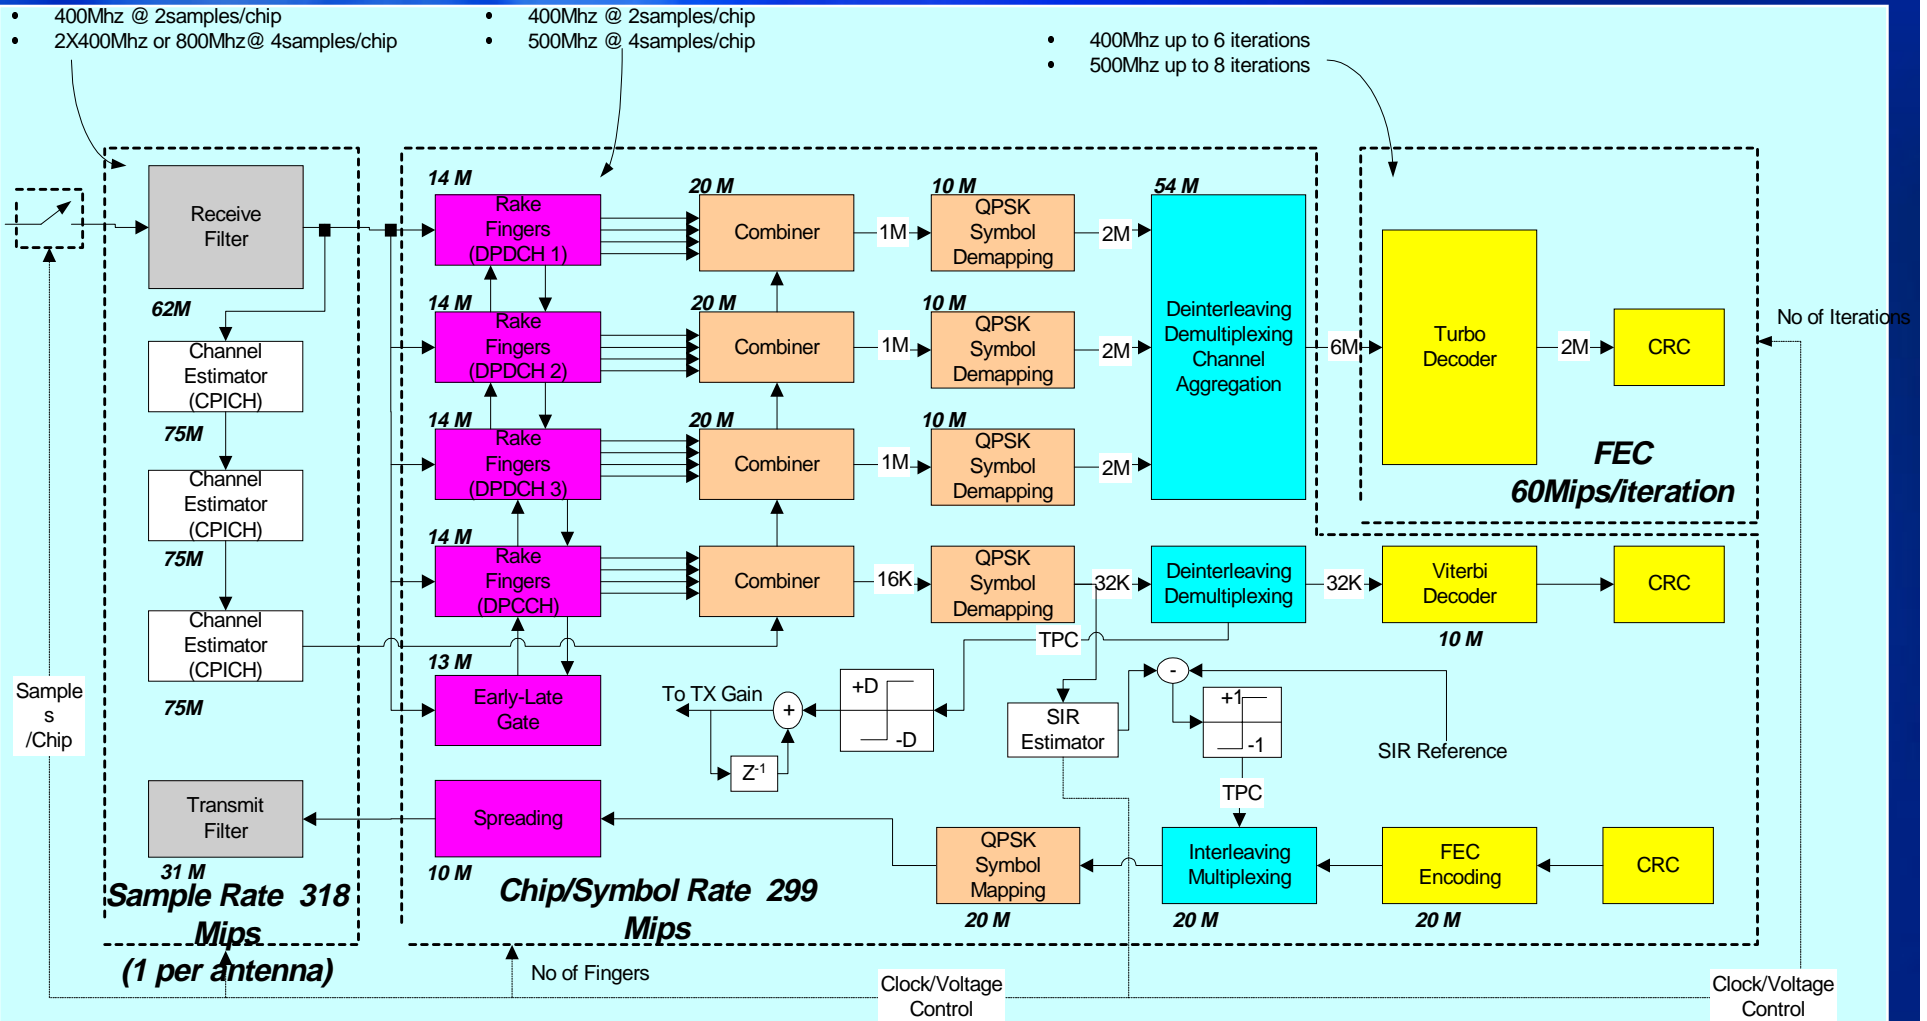 • 400Mhz @ 2samples/chip
• 2X400Mhz or 800Mhz@ 4samples/chip
• 400Mhz @ 2samples/chip
• 500Mhz @ 4samples/chip
• 400Mhz up to 6 iterations
• 500Mhz up to 8 iterations
Receive
Filter
62M
Channel
Estimator
(CPICH)
75M
Channel
Estimator
(CPICH)
75M
Channel
Estimator
(CPICH)
75M
Sample
s
/Chip
Transmit
Filter
31 M
Sample Rate 318
Mips
(1 per antenna)
14 M
Rake
Fingers
(DPDCH 1)
20 M
Combiner
1M
10 M
QPSK
Symbol
Demapping
2M
54 M
Deinterleaving
Demultiplexing
Channel
Aggregation
6M
Turbo
Decoder
2M
CRC
No of Iterations
FEC
60Mips/iteration
14 M
Rake
Fingers
(DPDCH 2)
20 M
Combiner
1M
10 M
QPSK
Symbol
Demapping
2M
14 M
Rake
Fingers
(DPDCH 3)
20 M
Combiner
1M
10 M
QPSK
Symbol
Demapping
2M
14 M
Rake
Fingers
(DPCCH)
Combiner
16K
QPSK
Symbol
Demapping
32K
Deinterleaving
Demultiplexing
32K
Viterbi
Decoder
10 M
CRC
TPC
13 M
Early-Late
Gate
To TX Gain
+
+D
-D
Z-1
SIR
Estimator
-
+1
-1
SIR Reference
TPC
Spreading
10 M
QPSK
Symbol
Mapping
20 M
Interleaving
Multiplexing
20 M
FEC
Encoding
20 M
CRC
Chip/Symbol Rate 299
Mips
No of Fingers
Clock/Voltage
Control
Clock/Voltage
Control